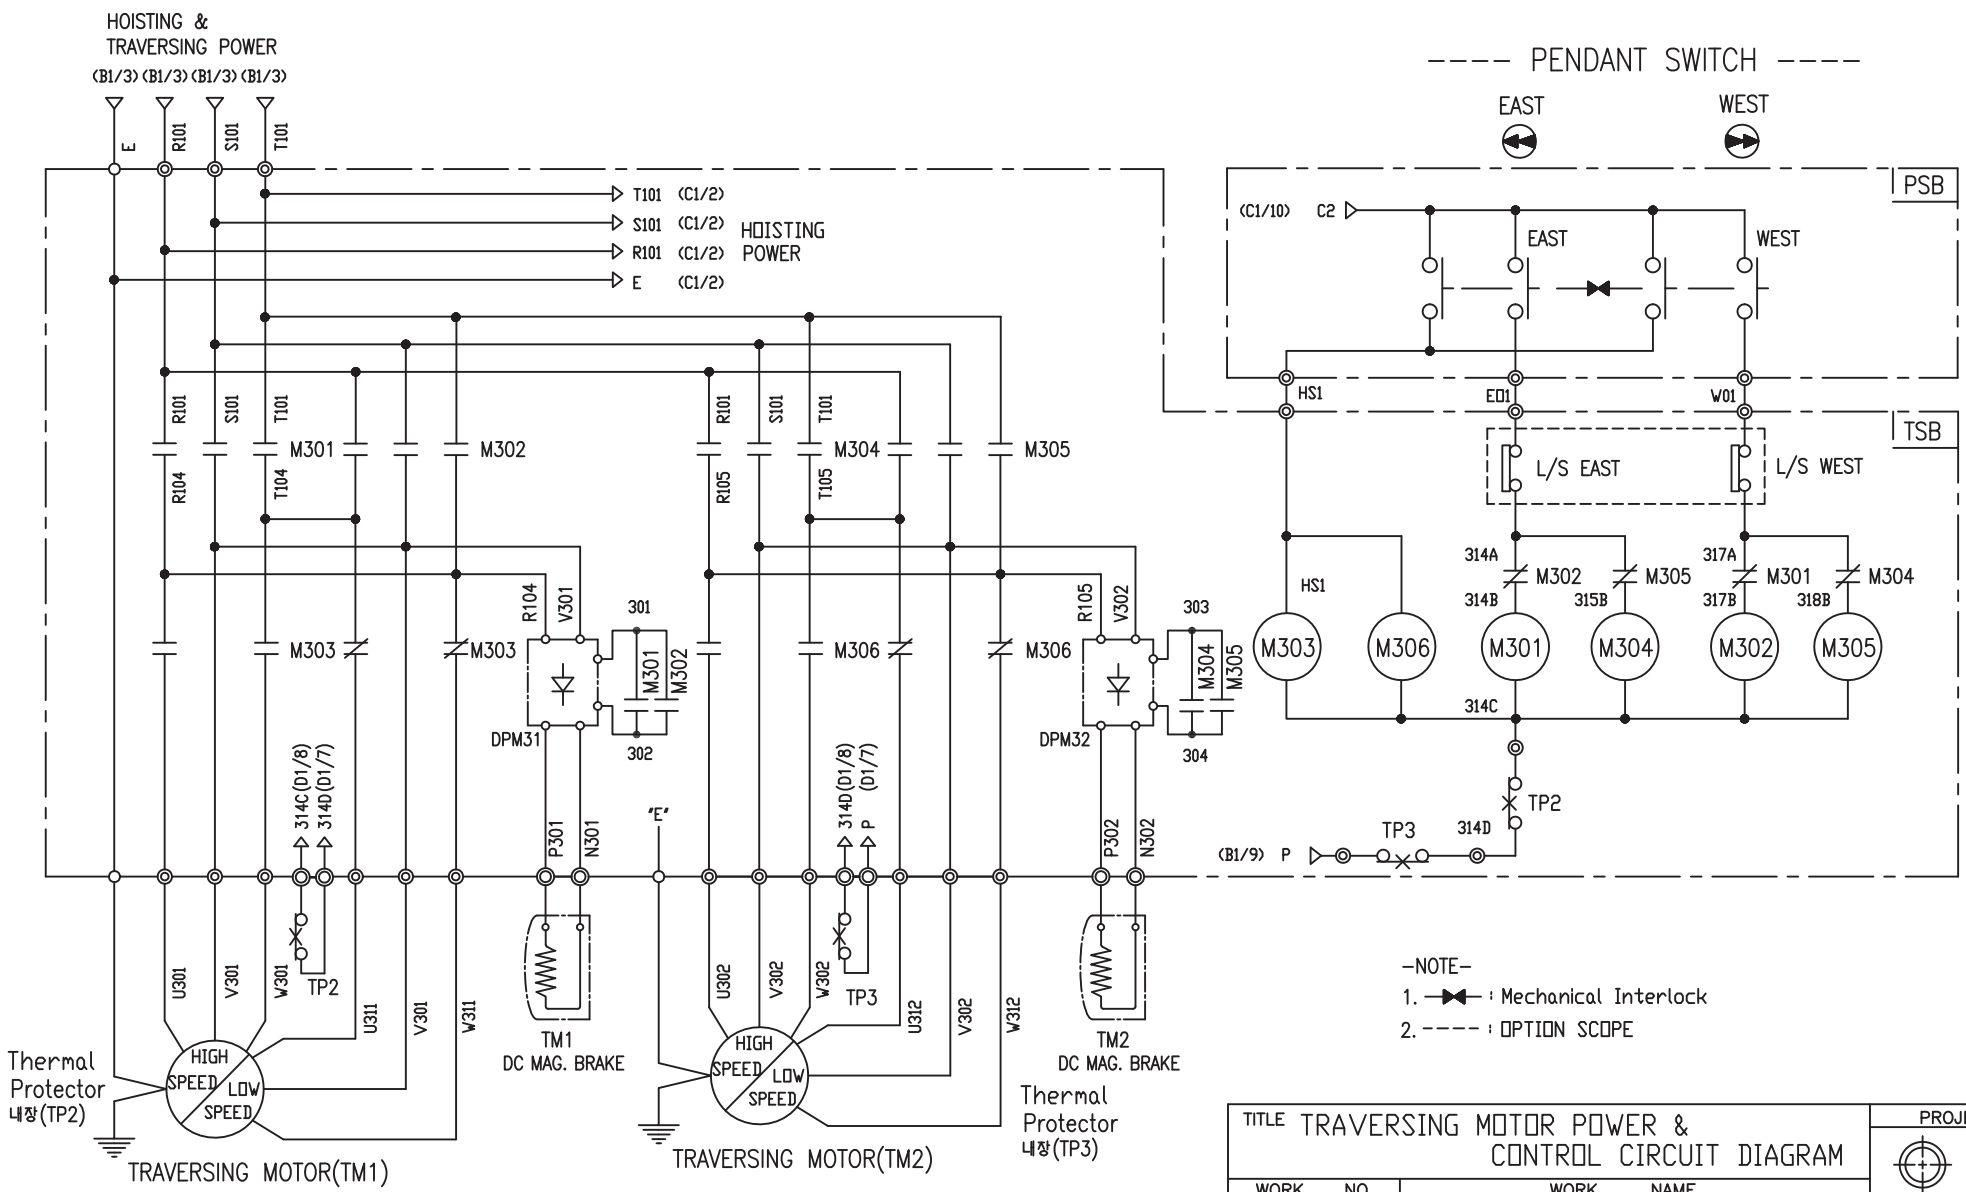 HOISTING &
TRAVERSING POWER
(B1/3) (B1/3) (B1/3) (B1/3)
E
R101
S101
T101
T101 (C1/2)
S101 (C1/2)
R101 (C1/2)
E (C1/2)
HOISTING
POWER
R101
S101
T101
M301
M302
R104
T104
R101
S101
T101
M304
M305
R105
T105
R104
V301
301
M303
M303
M301
M302
DPM31
302
R105
V302
303
M306
M306
M304
M305
DPM32
304
314C(D1/8)
314D(D1/7)
P301
N301
"E"
314D(D1/8)
P (D1/7)
P302
N302
U301
V301
W301
TP2
U311
V301
W311
TM1
DC MAG. BRAKE
U302
V302
W302
TP3
U312
V302
W312
TM2
DC MAG. BRAKE
Thermal
Protector
내장(TP2)
HIGH
SPEED
LOW
SPEED
TRAVERSING MOTOR(TM1)
HIGH
SPEED
LOW
SPEED
TRAVERSING MOTOR(TM2)
Thermal
Protector
내장(TP3)
PENDANT SWITCH
EAST
WEST
PSB
(C1/10) C2
EAST
WEST
HS1
E01
W01
TSB
L/S EAST
L/S WEST
314A
M302
M305
317A
M301
M304
HS1
314B
315B
317B
318B
M303
M306
M301
M304
M302
M305
314C
TP2
TP3
314D
(B1/9) P
-NOTE-
1. : Mechanical Interlock
2. ---- : OPTION SCOPE
TITLE TRAVERSING MOTOR POWER &
CONTROL CIRCUIT DIAGRAM
PROJE
WORK NO
WORK NAME